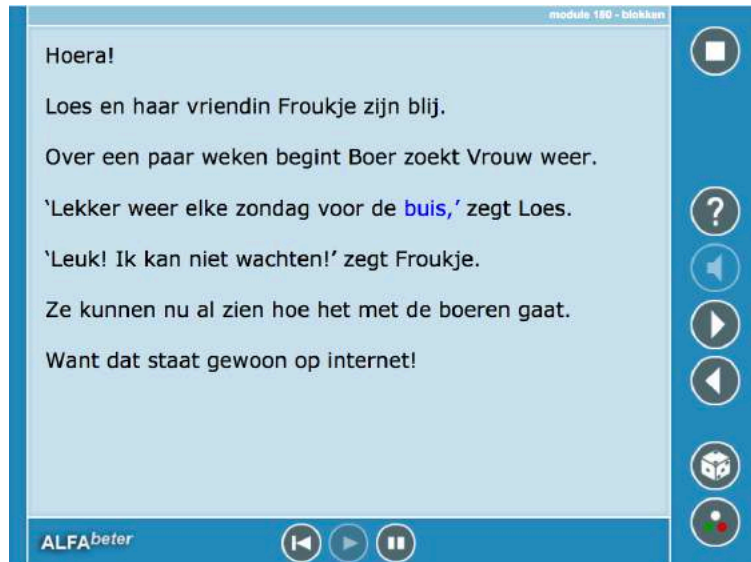 module 180 - blokken
Hoera!
Loes en haar vriendin Froukje zijn blij.
Over een paar weken begint Boer zoekt Vrouw weer.
‘Lekker weer elke zondag voor de buis,’ zegt Loes.
‘Leuk! Ik kan niet wachten!’ zegt Froukje.
Ze kunnen nu al zien hoe het met de boeren gaat.
Want dat staat gewoon op internet!
?
ALFAbeter